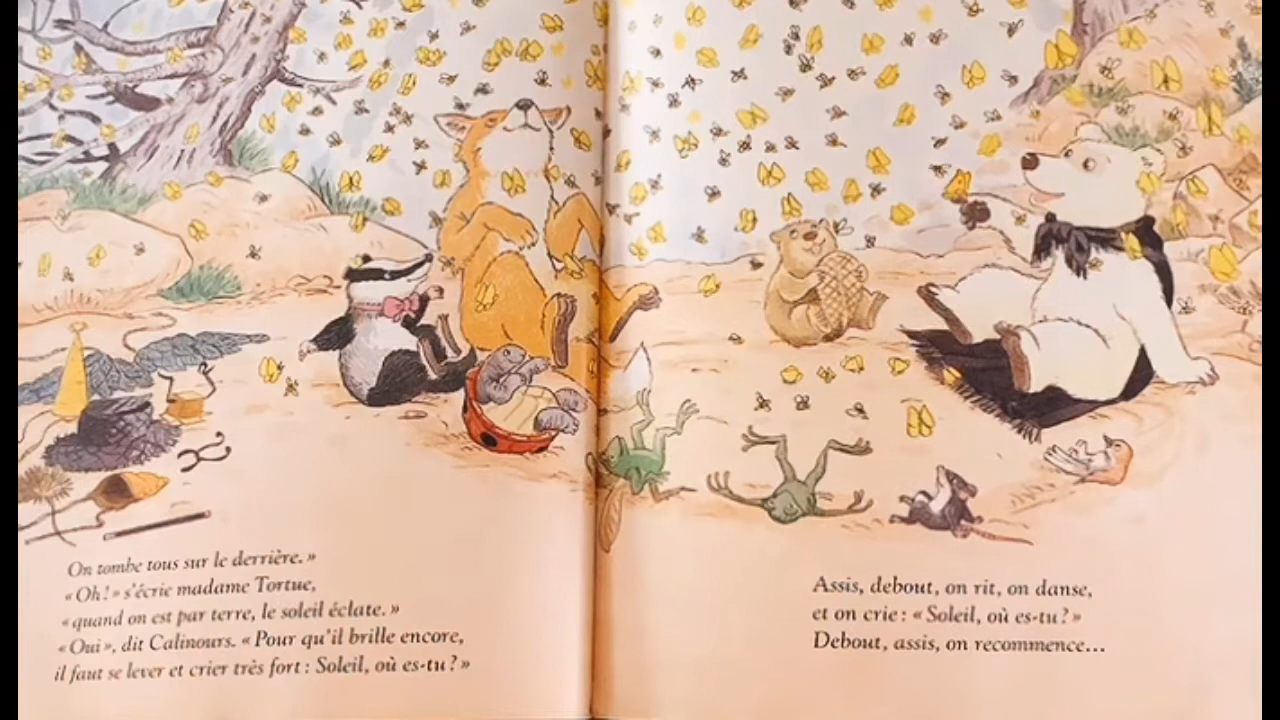 On tombe tous sur le derrière. »
« Oh ! » s'écrie madame Tortue,
« quand on est par terre, le soleil éclate. »
« Oui », dit Calinours. « Pour qu'il brille encore,
il faut se lever et crier très fort : Soleil, où es-tu ? »
Assis, debout, on rit, on danse,
et on crie : « Soleil, où es-tu ? »
Debout, assis, on recommence...